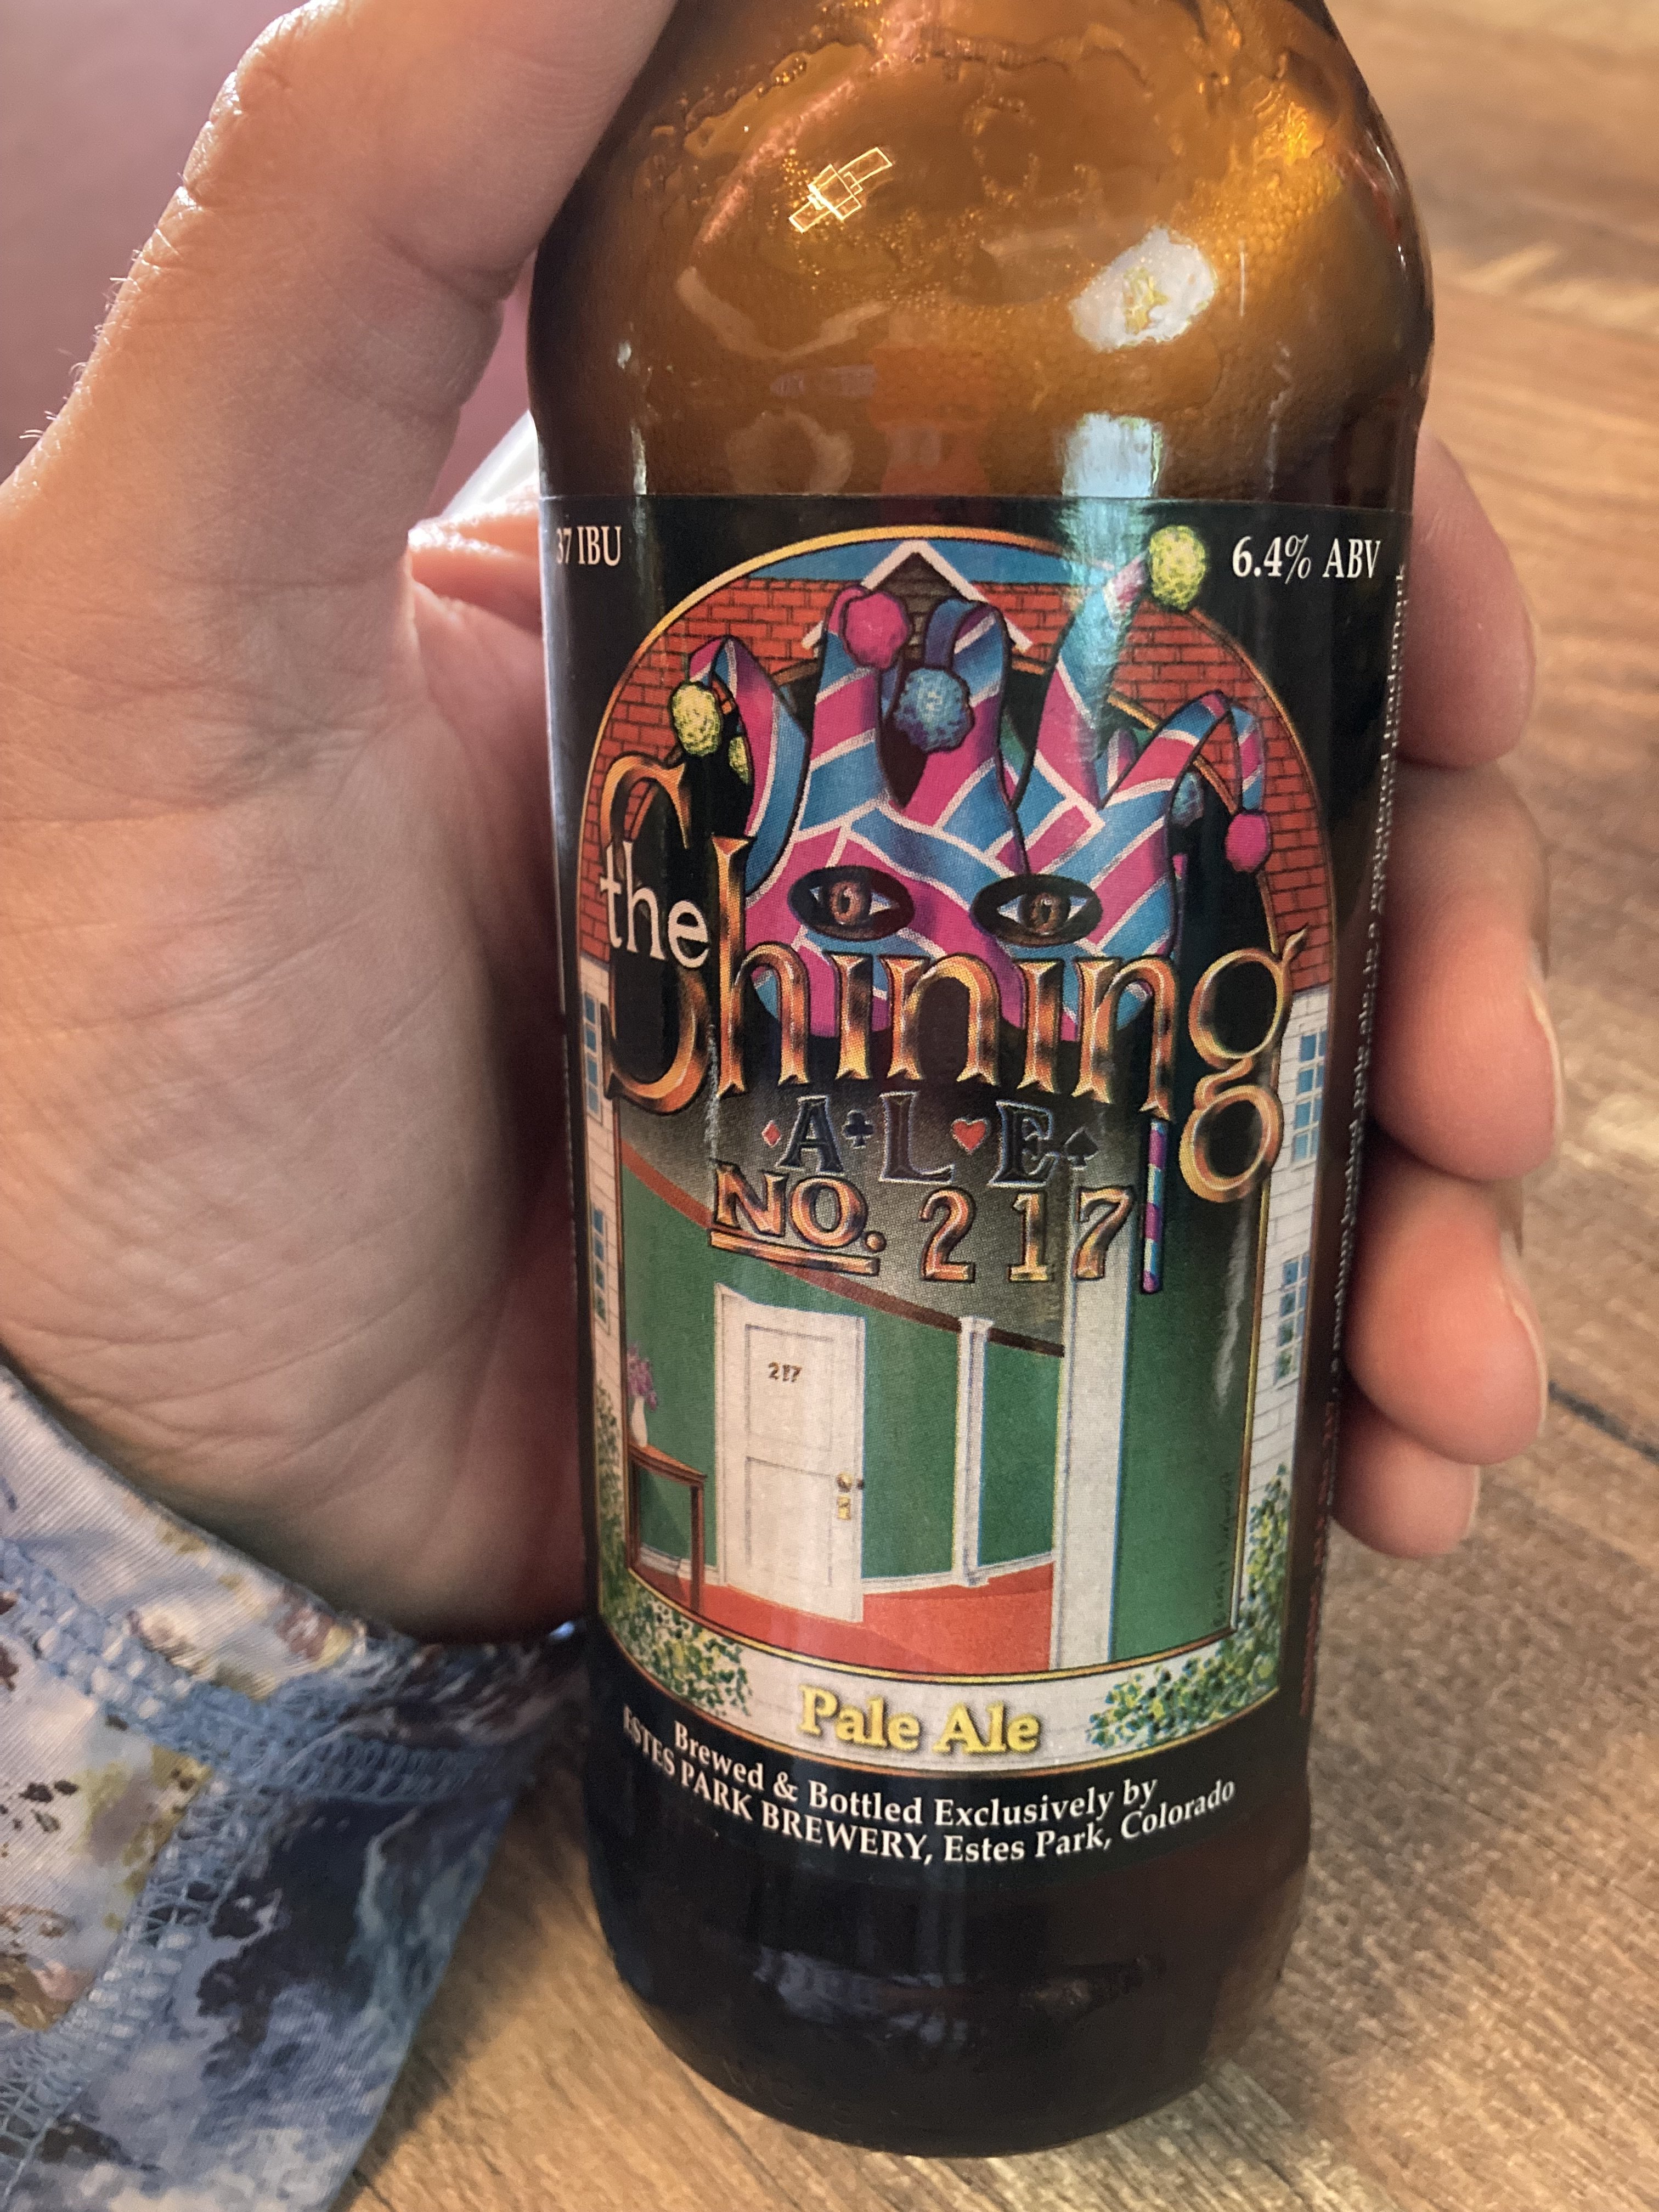 37 IBU
6.4% ABV
the Shining
ALE
NO. 217
217
Pale Ale
Brewed & Bottled Exclusively by
ESTES PARK BREWERY, Estes Park, Colorado